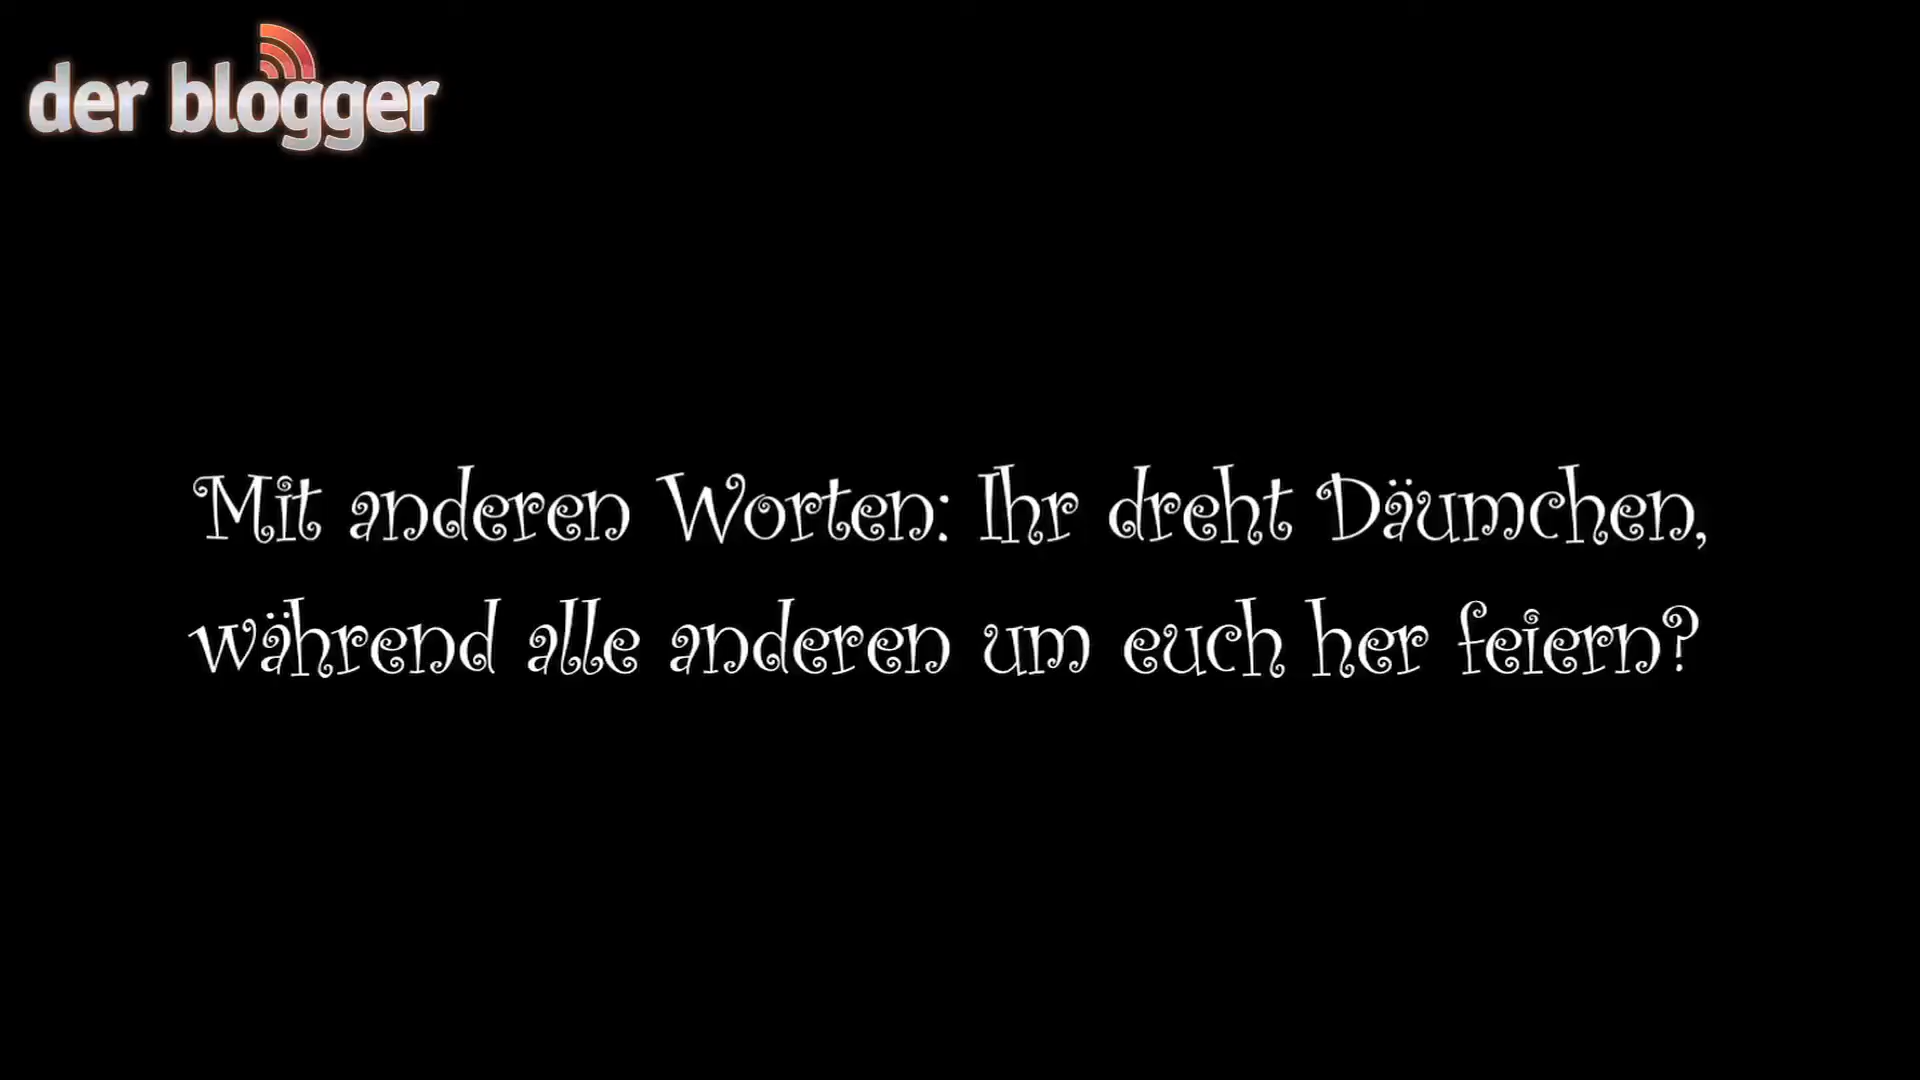 der blogger
Mit anderen Worten: Ihr dreht Däumchen,
während alle anderen um euch her feiern?